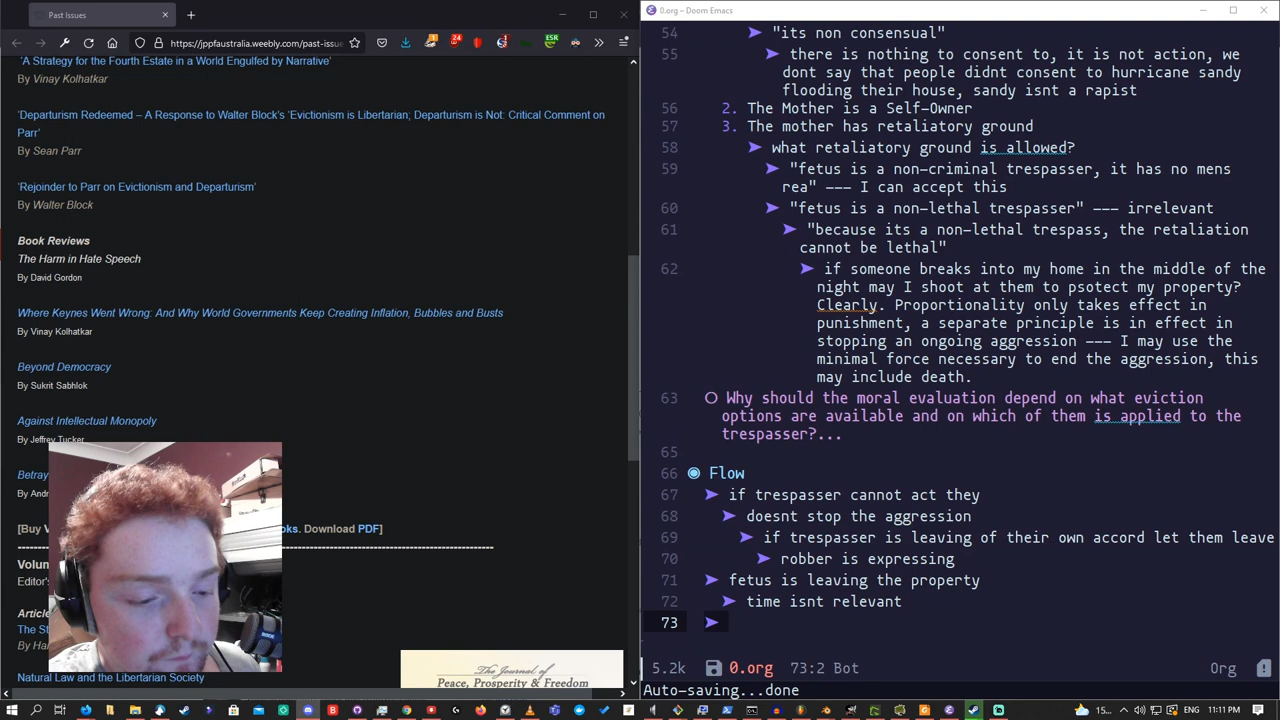 Past Issues
0.org – Doom Emacs
https://jppfaustralia.weebly.com/past-issue
24
ESR
'A Strategy for the Fourth Estate in a World Engulfed by Narrative'
By Vinay Kolhatkar
'Departurism Redeemed – A Response to Walter Block's 'Evictionism is Libertarian; Departurism is Not: Critical Comment on
Parr'
By Sean Parr
'Rejoinder to Parr on Evictionism and Departurism'
By Walter Block
Book Reviews
The Harm in Hate Speech
By David Gordon
Where Keynes Went Wrong: And Why World Governments Keep Creating Inflation, Bubbles and Busts
By Vinay Kolhatkar
Beyond Democracy
By Sukrit Sabhlok
Against Intellectual Monopoly
By Jeffrey Tucker
Betray
By Andr
[Buy V
oks. Download PDF]
Volum
Editor's
Article
The St
By Ha
Natural Law and the Libertarian Society
The Journal of
Peace, Prosperity & Freedom
54 "its non consensual"
55 there is nothing to consent to, it is not action, we
dont say that people didnt consent to hurricane sandy
flooding their house, sandy isnt a rapist
56 2. The Mother is a Self-Owner
57 3. The mother has retaliatory ground
58 what retaliatory ground is allowed?
59 "fetus is a non-criminal trespasser, it has no mens
rea" --- I can accept this
60 "fetus is a non-lethal trespasser" --- irrelevant
61 "because its a non-lethal trespass, the retaliation
cannot be lethal"
62 if someone breaks into my home in the middle of the
night may I shoot at them to psotect my property?
Clearly. Proportionality only takes effect in
punishment, a separate principle is in effect in
stopping an ongoing aggression --- I may use the
minimal force necessary to end the aggression, this
may include death.
63 Why should the moral evaluation depend on what eviction
options are available and on which of them is applied to the
trespasser?...
65
66 Flow
67 if trespasser cannot act they
68 doesnt stop the aggression
69 if trespasser is leaving of their own accord let them leave
70 robber is expressing
71 fetus is leaving the property
72 time isnt relevant
73
5.2k 0.org 73:2 Bot Org
Auto-saving...done
15... 11:11 PM